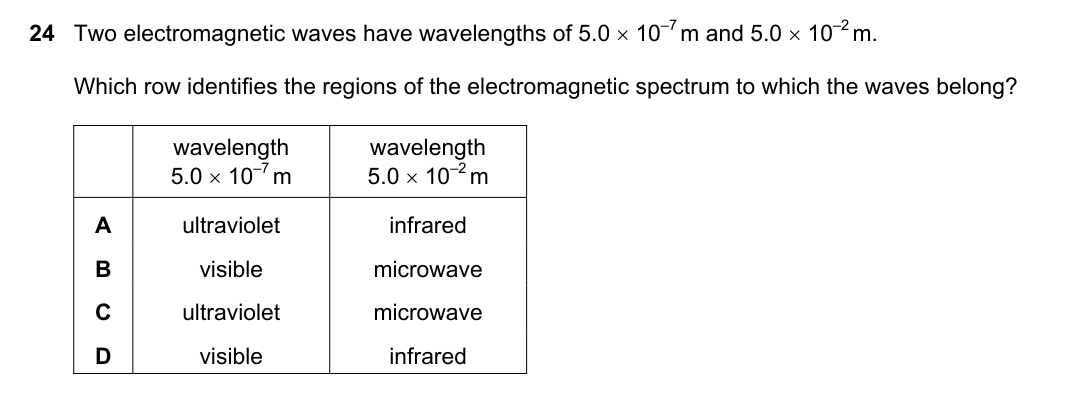 24 Two electromagnetic waves have wavelengths of 5.0 × 10⁻⁷ m and 5.0 × 10⁻² m.
Which row identifies the regions of the electromagnetic spectrum to which the waves belong?
wavelength wavelength
5.0 × 10⁻⁷ m 5.0 × 10⁻² m
A ultraviolet infrared
B visible microwave
C ultraviolet microwave
D visible infrared